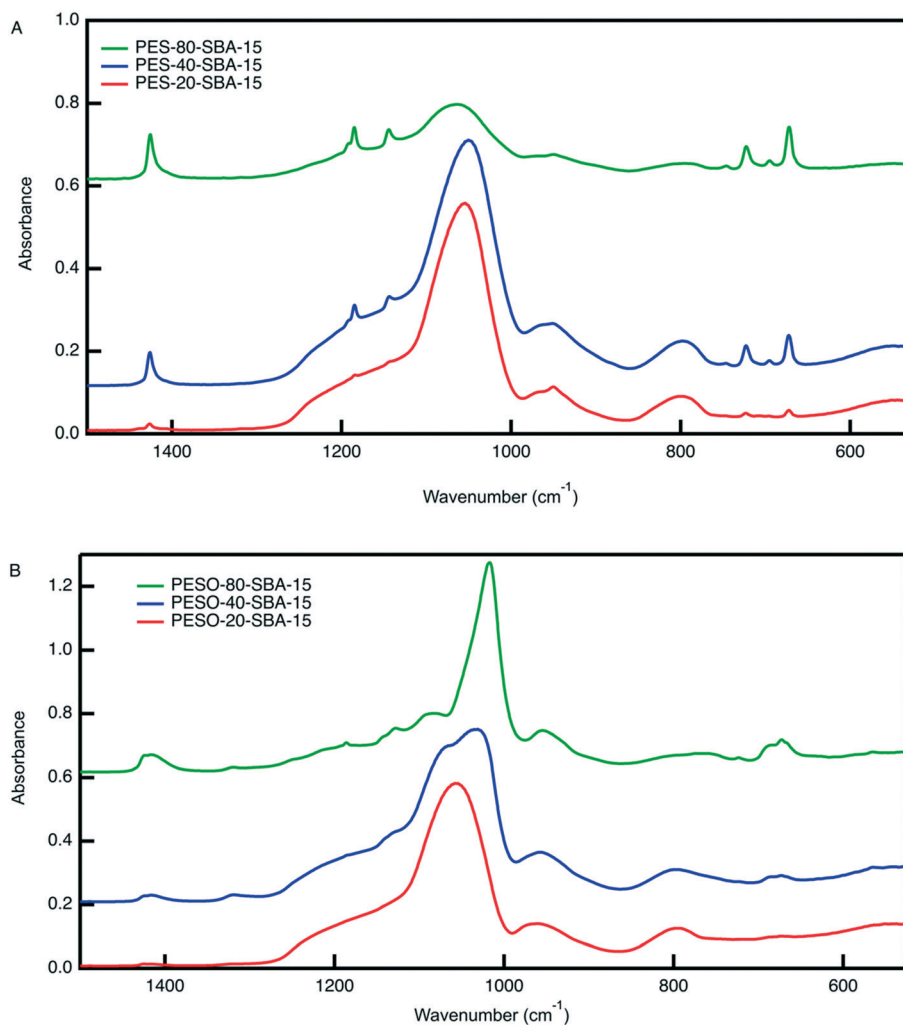 A
1.0
PES-80-SBA-15
PES-40-SBA-15
PES-20-SBA-15
0.8
0.6
Absorbance
0.4
0.2
0.0
1400 1200 1000 800 600
Wavenumber (cm⁻¹)
B
PESO-80-SBA-15
PESO-40-SBA-15
PESO-20-SBA-15
1.2
1.0
0.8
Absorbance
0.6
0.4
0.2
0.0
1400 1200 1000 800 600
Wavenumber (cm⁻¹)